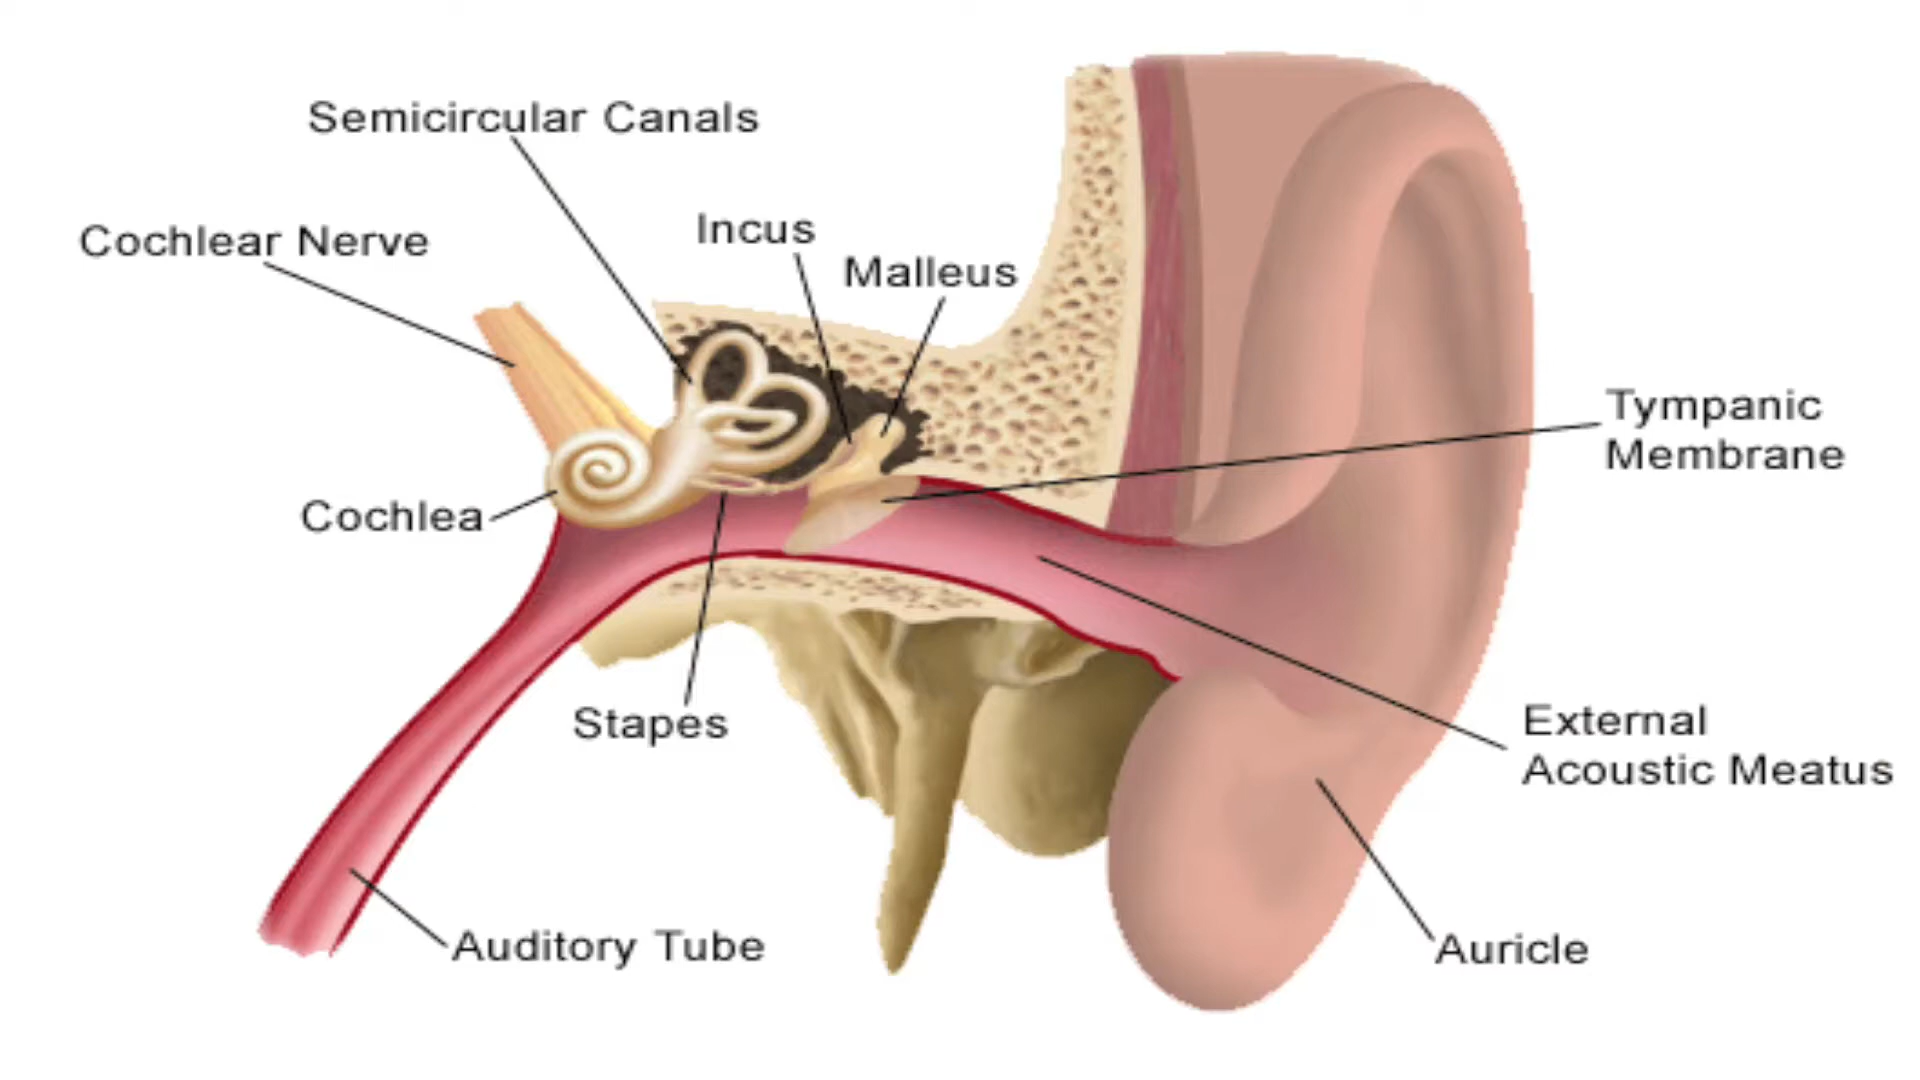 Semicircular Canals
Incus
Cochlear Nerve
Malleus
Tympanic
Membrane
Cochlea
Stapes
External
Acoustic Meatus
Auditory Tube
Auricle